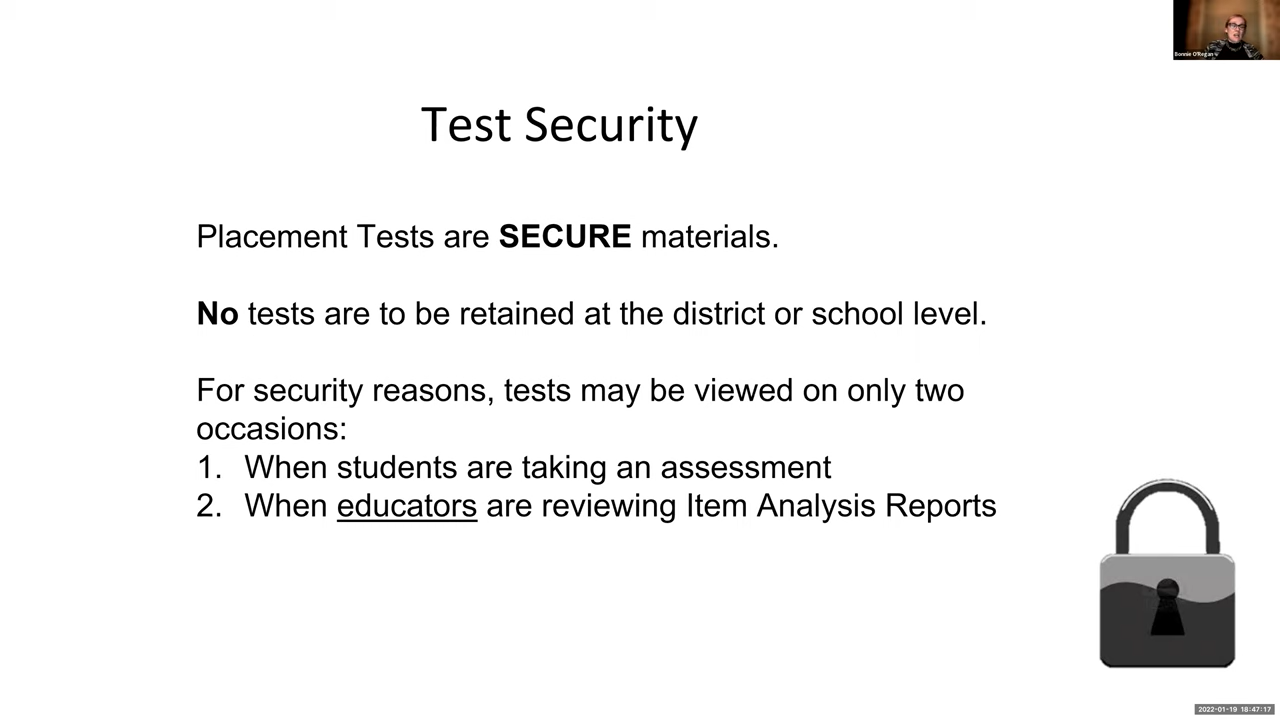 Bonnie O'Regan
Test Security
Placement Tests are SECURE materials.
No tests are to be retained at the district or school level.
For security reasons, tests may be viewed on only two
occasions:
1. When students are taking an assessment
2. When educators are reviewing Item Analysis Reports
2022-01-19 18:47:17